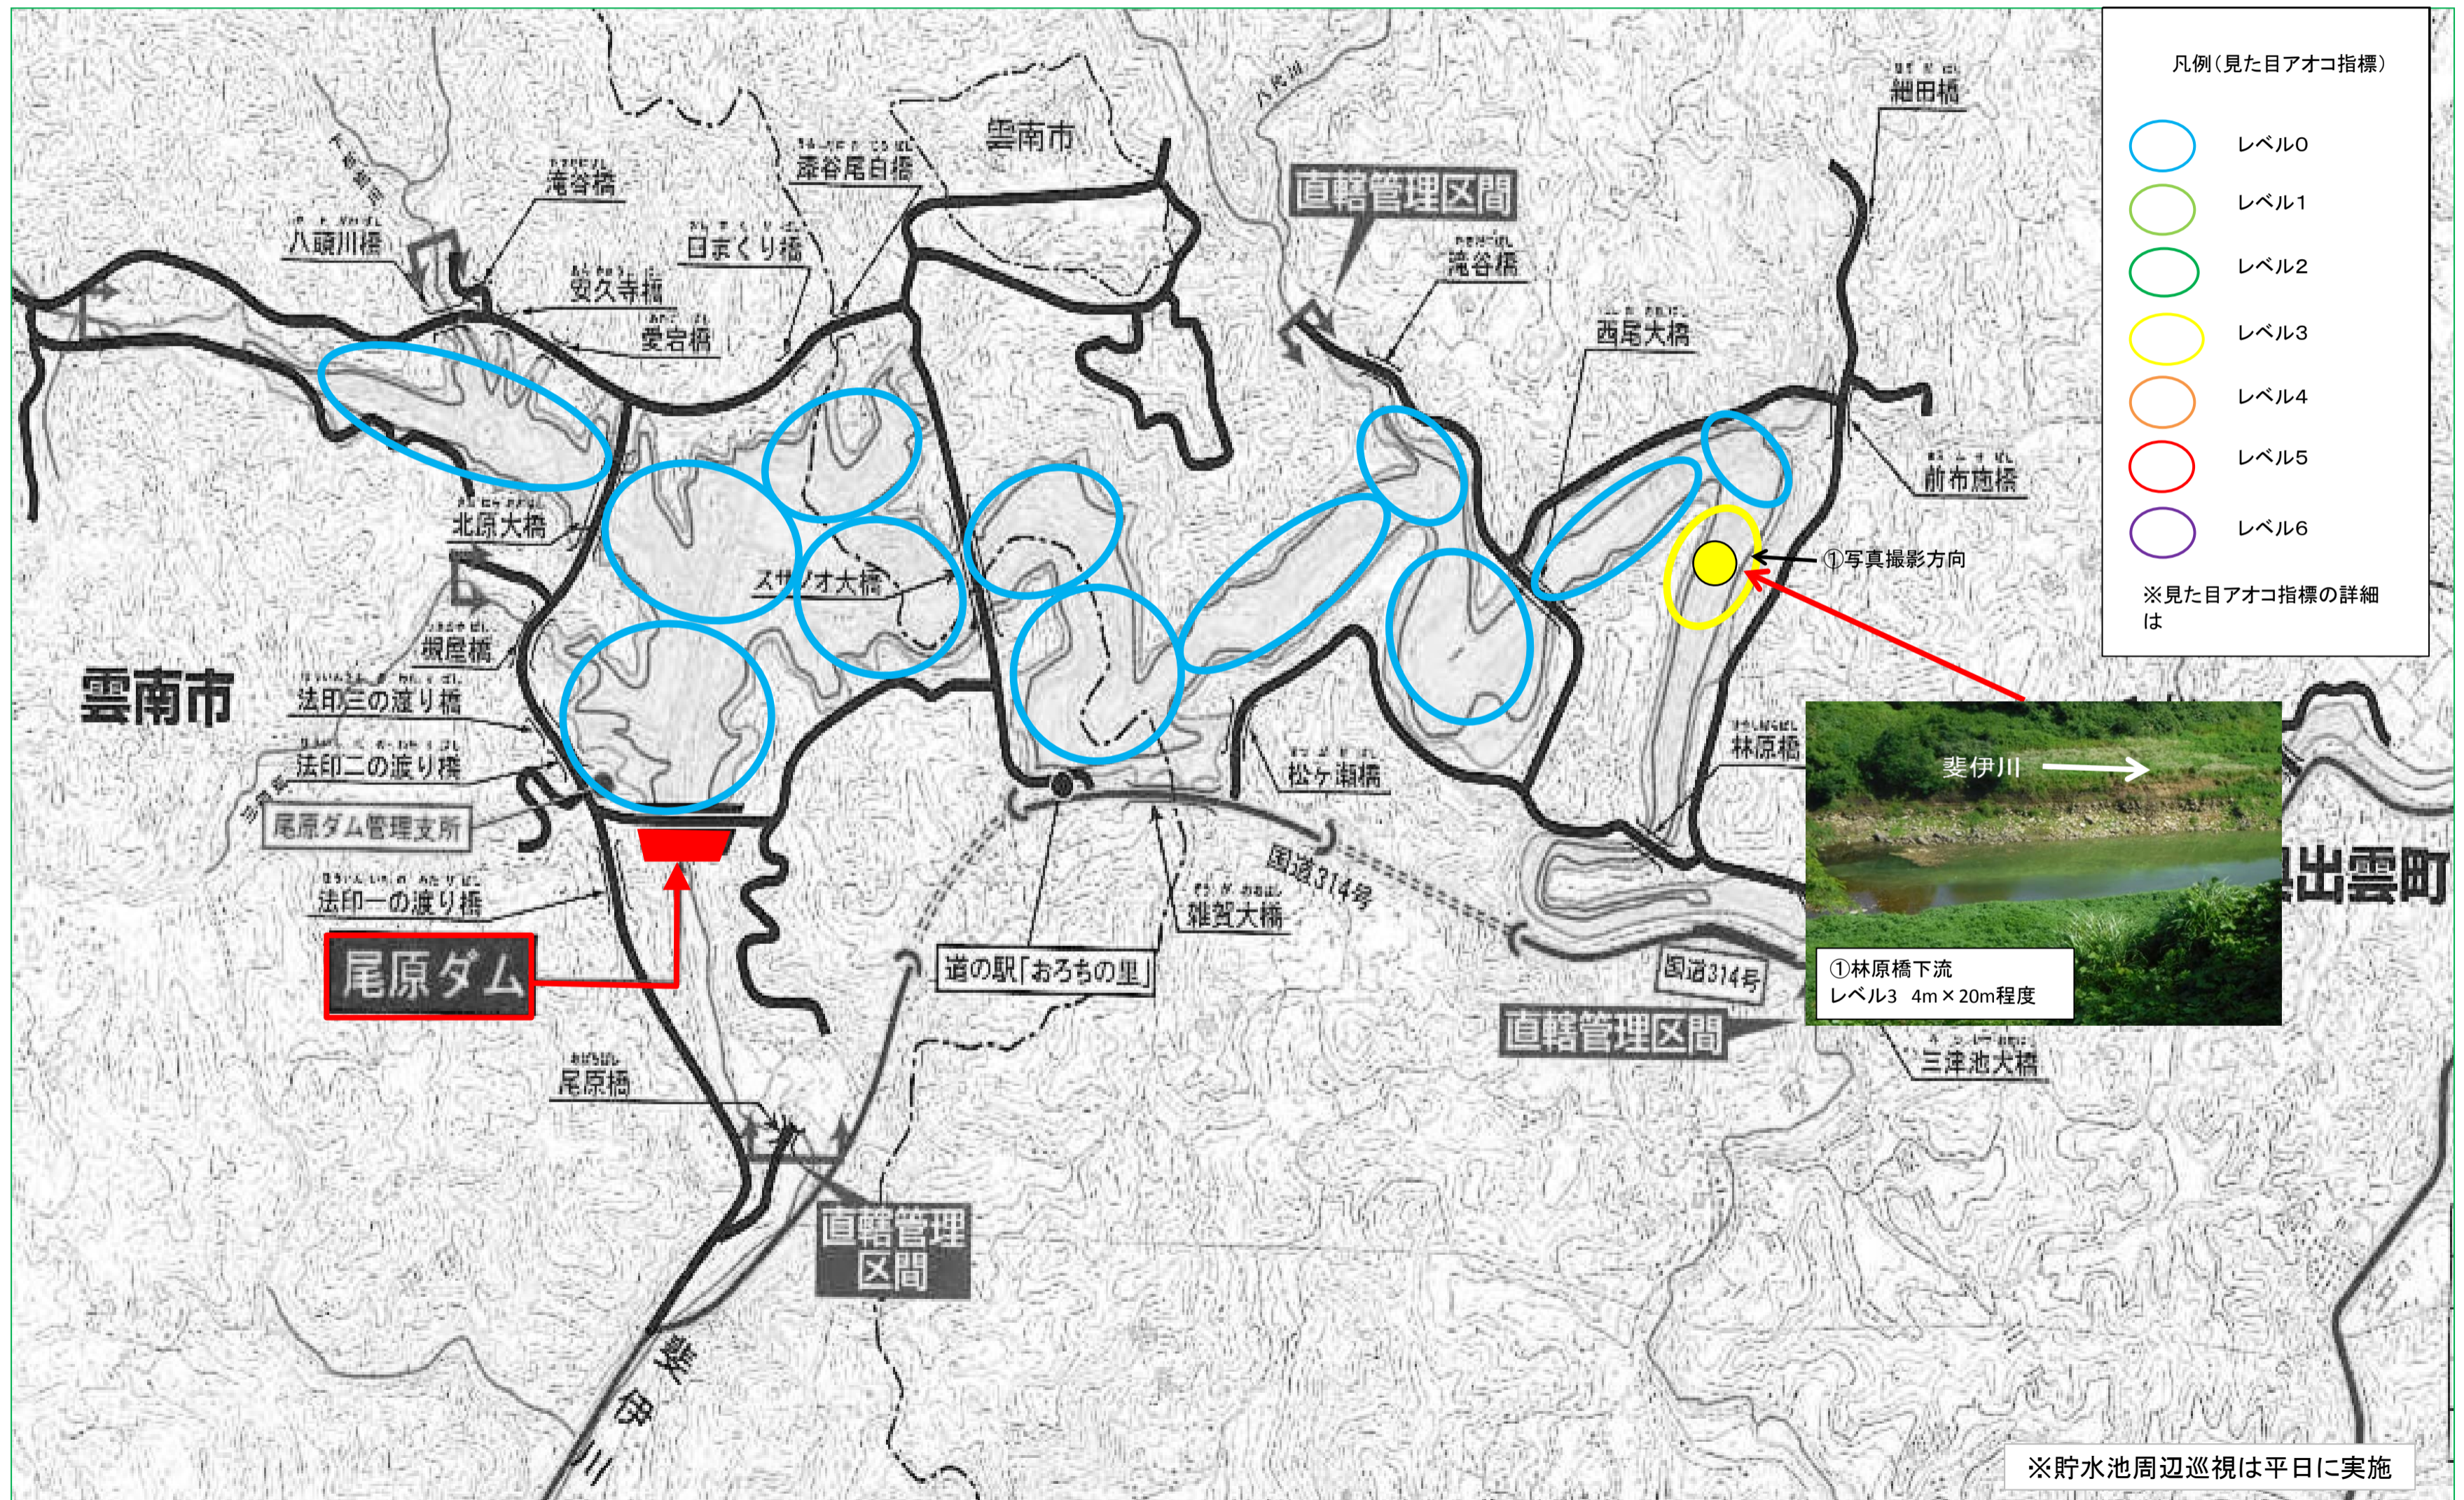 凡例(見た目アオコ指標)
レベル0
レベル1
レベル2
レベル3
レベル4
レベル5
レベル6
※見た目アオコ指標の詳細
は
細田橋
雲南市
滝谷橋
八頭川橋
日まくり橋
安久寺橋
愛宕橋
直轄管理区間
滝谷橋
西尾大橋
前布施橋
北原大橋
スサノオ大橋
①写真撮影方向
雲南市
法印三の渡り橋
法印二の渡り橋
尾原ダム管理支所
法印一の渡り橋
尾原ダム
松ヶ瀬橋
林原橋
斐伊川
国道314号
雑賀大橋
道の駅「おろちの里」
国道314号
直轄管理区間
①林原橋下流
レベル3 4m×20m程度
出雲町
三津池大橋
尾原橋
直轄管理
区間
斐伊川
※貯水池周辺巡視は平日に実施